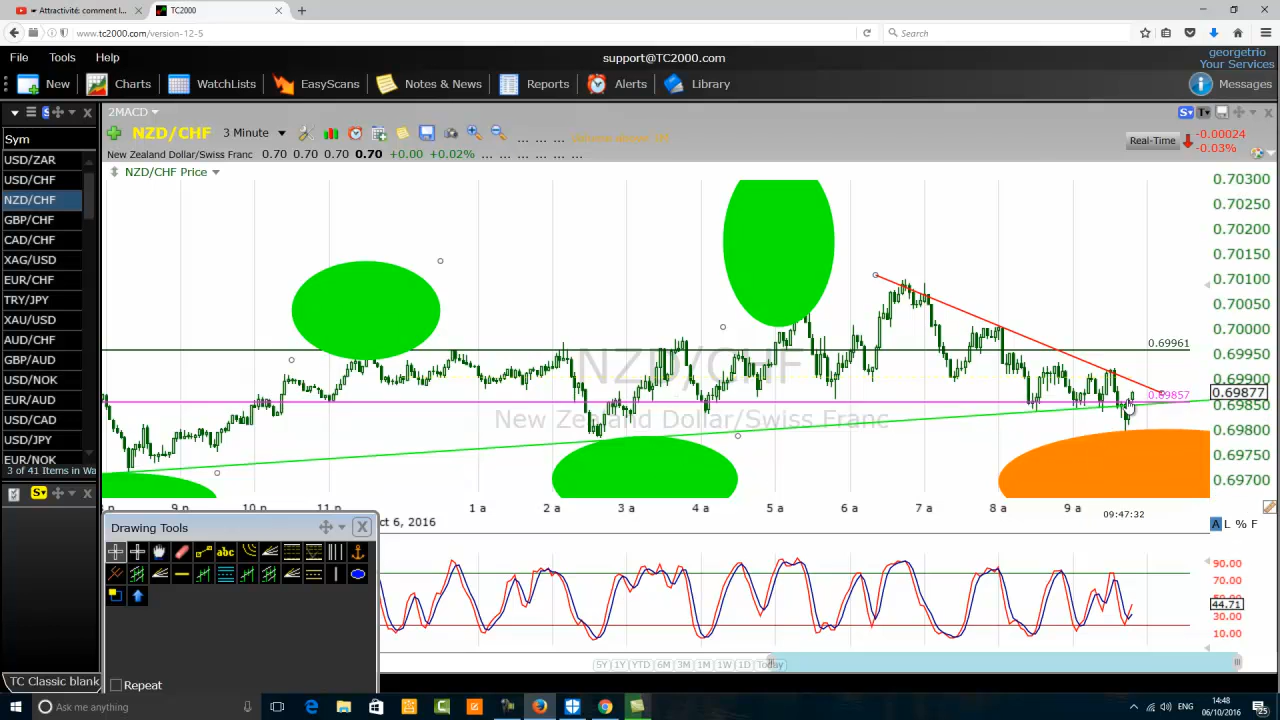 Attractivité: comment l...
TC2000
www.tc2000.com/version-12-5
Search
File Tools Help
support@TC2000.com
georgetrio
Your Services
New Charts WatchLists EasyScans Notes & News Reports Alerts Library Messages
2MACD
NZD/CHF 3 Minute
Real-Time
-0.00024
-0.03%
New Zealand Dollar/Swiss Franc 0.70 0.70 0.70 0.70 +0.00 +0.02%
NZD/CHF Price
Sym
USD/ZAR
USD/CHF
NZD/CHF
GBP/CHF
CAD/CHF
XAG/USD
EUR/CHF
TRY/JPY
XAU/USD
AUD/CHF
GBP/AUD
USD/NOK
EUR/AUD
USD/CAD
USD/JPY
EUR/NOK
3 of 41 Items in Wa
TC Classic blank
NZD/CHF
New Zealand Dollar/Swiss Franc
0.69961
0.69857
0.70300
0.70250
0.70200
0.70150
0.70100
0.70050
0.70000
0.69950
0.69900
0.69877
0.69850
0.69800
0.69750
0.69700
9 p 10 p 11 p 1 a 2 a 3 a 4 a 5 a 6 a 7 a 8 a 9 a
ct 6, 2016
09:47:32
A L % F
Drawing Tools
abc
Repeat
90.00
70.00
44.71
30.00
10.00
5Y 1Y YTD 6M 3M 1M 1W 1D Today
Ask me anything
ENG
14:48
06/10/2016
25